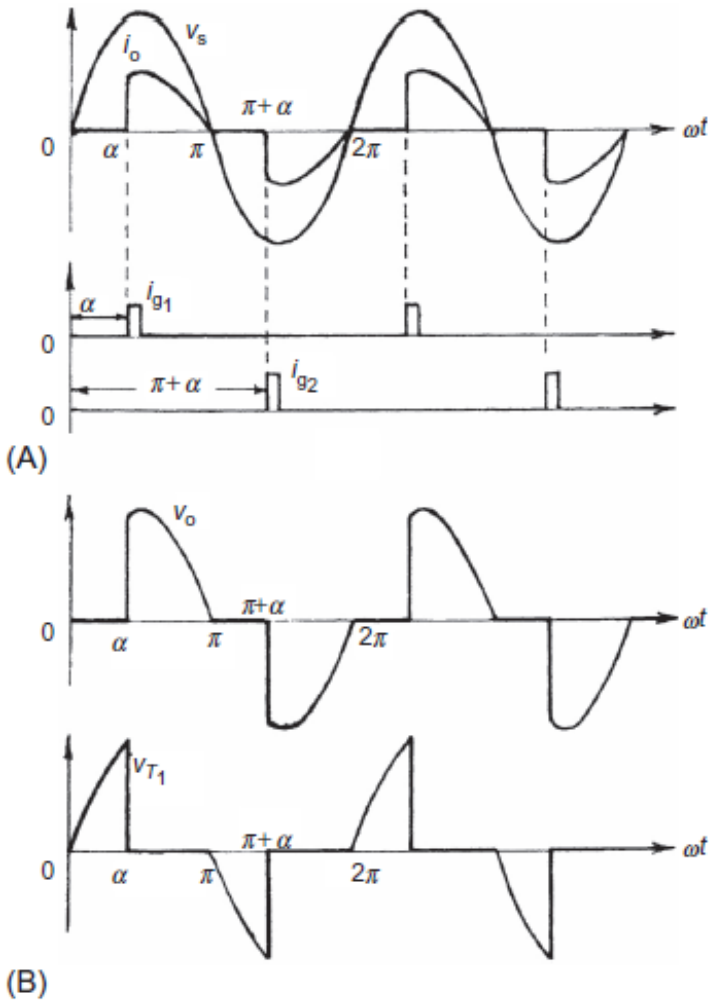 v_s
i_o
π+α
0 α π 2π ωt
α i_g1
0
π+α i_g2
0
(A)
v_o
π+α
0 α π 2π ωt
v_T1
π+α
0 α π 2π ωt
(B)